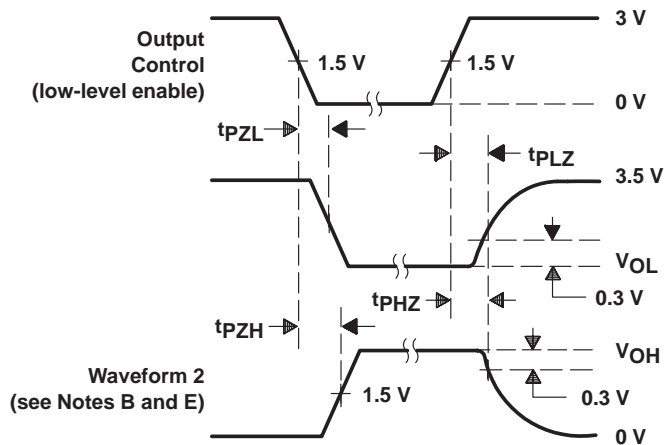 3 V
Output
Control
(low-level enable)
1.5 V
1.5 V
0 V
tPZL
tPLZ
3.5 V
VOL
0.3 V
tPHZ
tPZH
VOH
Waveform 2
(see Notes B and E)
1.5 V
0.3 V
0 V